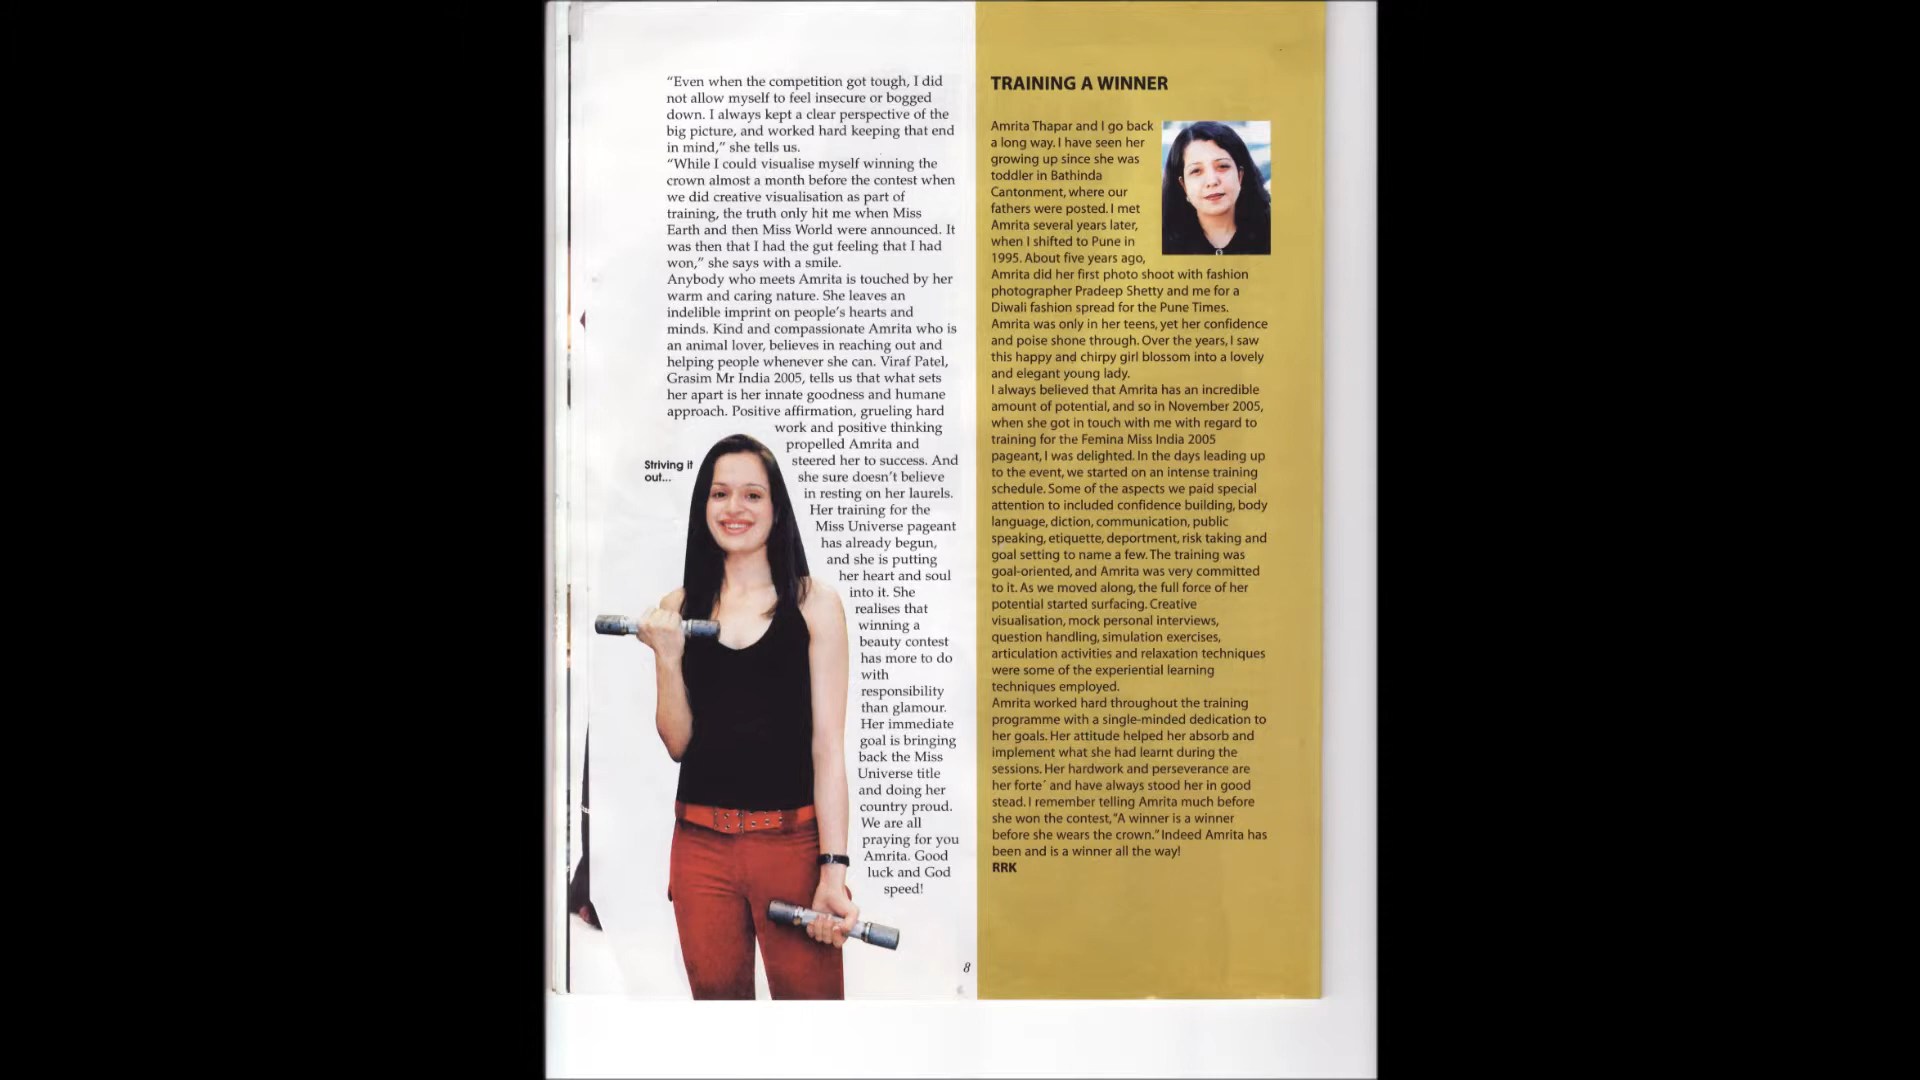 “Even when the competition got tough, I did
not allow myself to feel insecure or bogged
down. I always kept a clear perspective of the
big picture, and worked hard keeping that end
in mind,” she tells us.
“While I could visualise myself winning the
crown almost a month before the contest when
we did creative visualisation as part of
training, the truth only hit me when Miss
Earth and then Miss World were announced. It
was then that I had the gut feeling that I had
won,” she says with a smile.
Anybody who meets Amrita is touched by her
warm and caring nature. She leaves an
indelible imprint on people’s hearts and
minds. Kind and compassionate Amrita who is
an animal lover, believes in reaching out and
helping people whenever she can. Viraf Patel,
Grasim Mr India 2005, tells us that what sets
her apart is her innate goodness and humane
approach. Positive affirmation, grueling hard
work and positive thinking
propelled Amrita and
steered her to success. And
she sure doesn’t believe
in resting on her laurels.
Her training for the
Miss Universe pageant
has already begun,
and she is putting
her heart and soul
into it. She
realises that
winning a
beauty contest
has more to do
with
responsibility
than glamour.
Her immediate
goal is bringing
back the Miss
Universe title
and doing her
country proud.
We are all
praying for you
Amrita. Good
luck and God
speed!
Striving it
out...
8
TRAINING A WINNER
Amrita Thapar and I go back
a long way. I have seen her
growing up since she was
toddler in Bathinda
Cantonment, where our
fathers were posted. I met
Amrita several years later,
when I shifted to Pune in
1995. About five years ago,
Amrita did her first photo shoot with fashion
photographer Pradeep Shetty and me for a
Diwali fashion spread for the Pune Times.
Amrita was only in her teens, yet her confidence
and poise shone through. Over the years, I saw
this happy and chirpy girl blossom into a lovely
and elegant young lady.
I always believed that Amrita has an incredible
amount of potential, and so in November 2005,
when she got in touch with me with regard to
training for the Femina Miss India 2005
pageant, I was delighted. In the days leading up
to the event, we started on an intense training
schedule. Some of the aspects we paid special
attention to included confidence building, body
language, diction, communication, public
speaking, etiquette, deportment, risk taking and
goal setting to name a few. The training was
goal-oriented, and Amrita was very committed
to it. As we moved along, the full force of her
potential started surfacing. Creative
visualisation, mock personal interviews,
question handling, simulation exercises,
articulation activities and relaxation techniques
were some of the experiential learning
techniques employed.
Amrita worked hard throughout the training
programme with a single-minded dedication to
her goals. Her attitude helped her absorb and
implement what she had learnt during the
sessions. Her hardwork and perseverance are
her forte´ and have always stood her in good
stead. I remember telling Amrita much before
she won the contest, “A winner is a winner
before she wears the crown.” Indeed Amrita has
been and is a winner all the way!
RRK